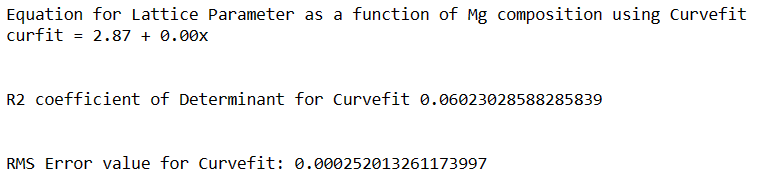 Equation for Lattice Parameter as a function of Mg composition using Curvefit
curfit = 2.87 + 0.00x
R2 coefficient of Determinant for Curvefit 0.06023028588285839
RMS Error value for Curvefit: 0.000252013261173997